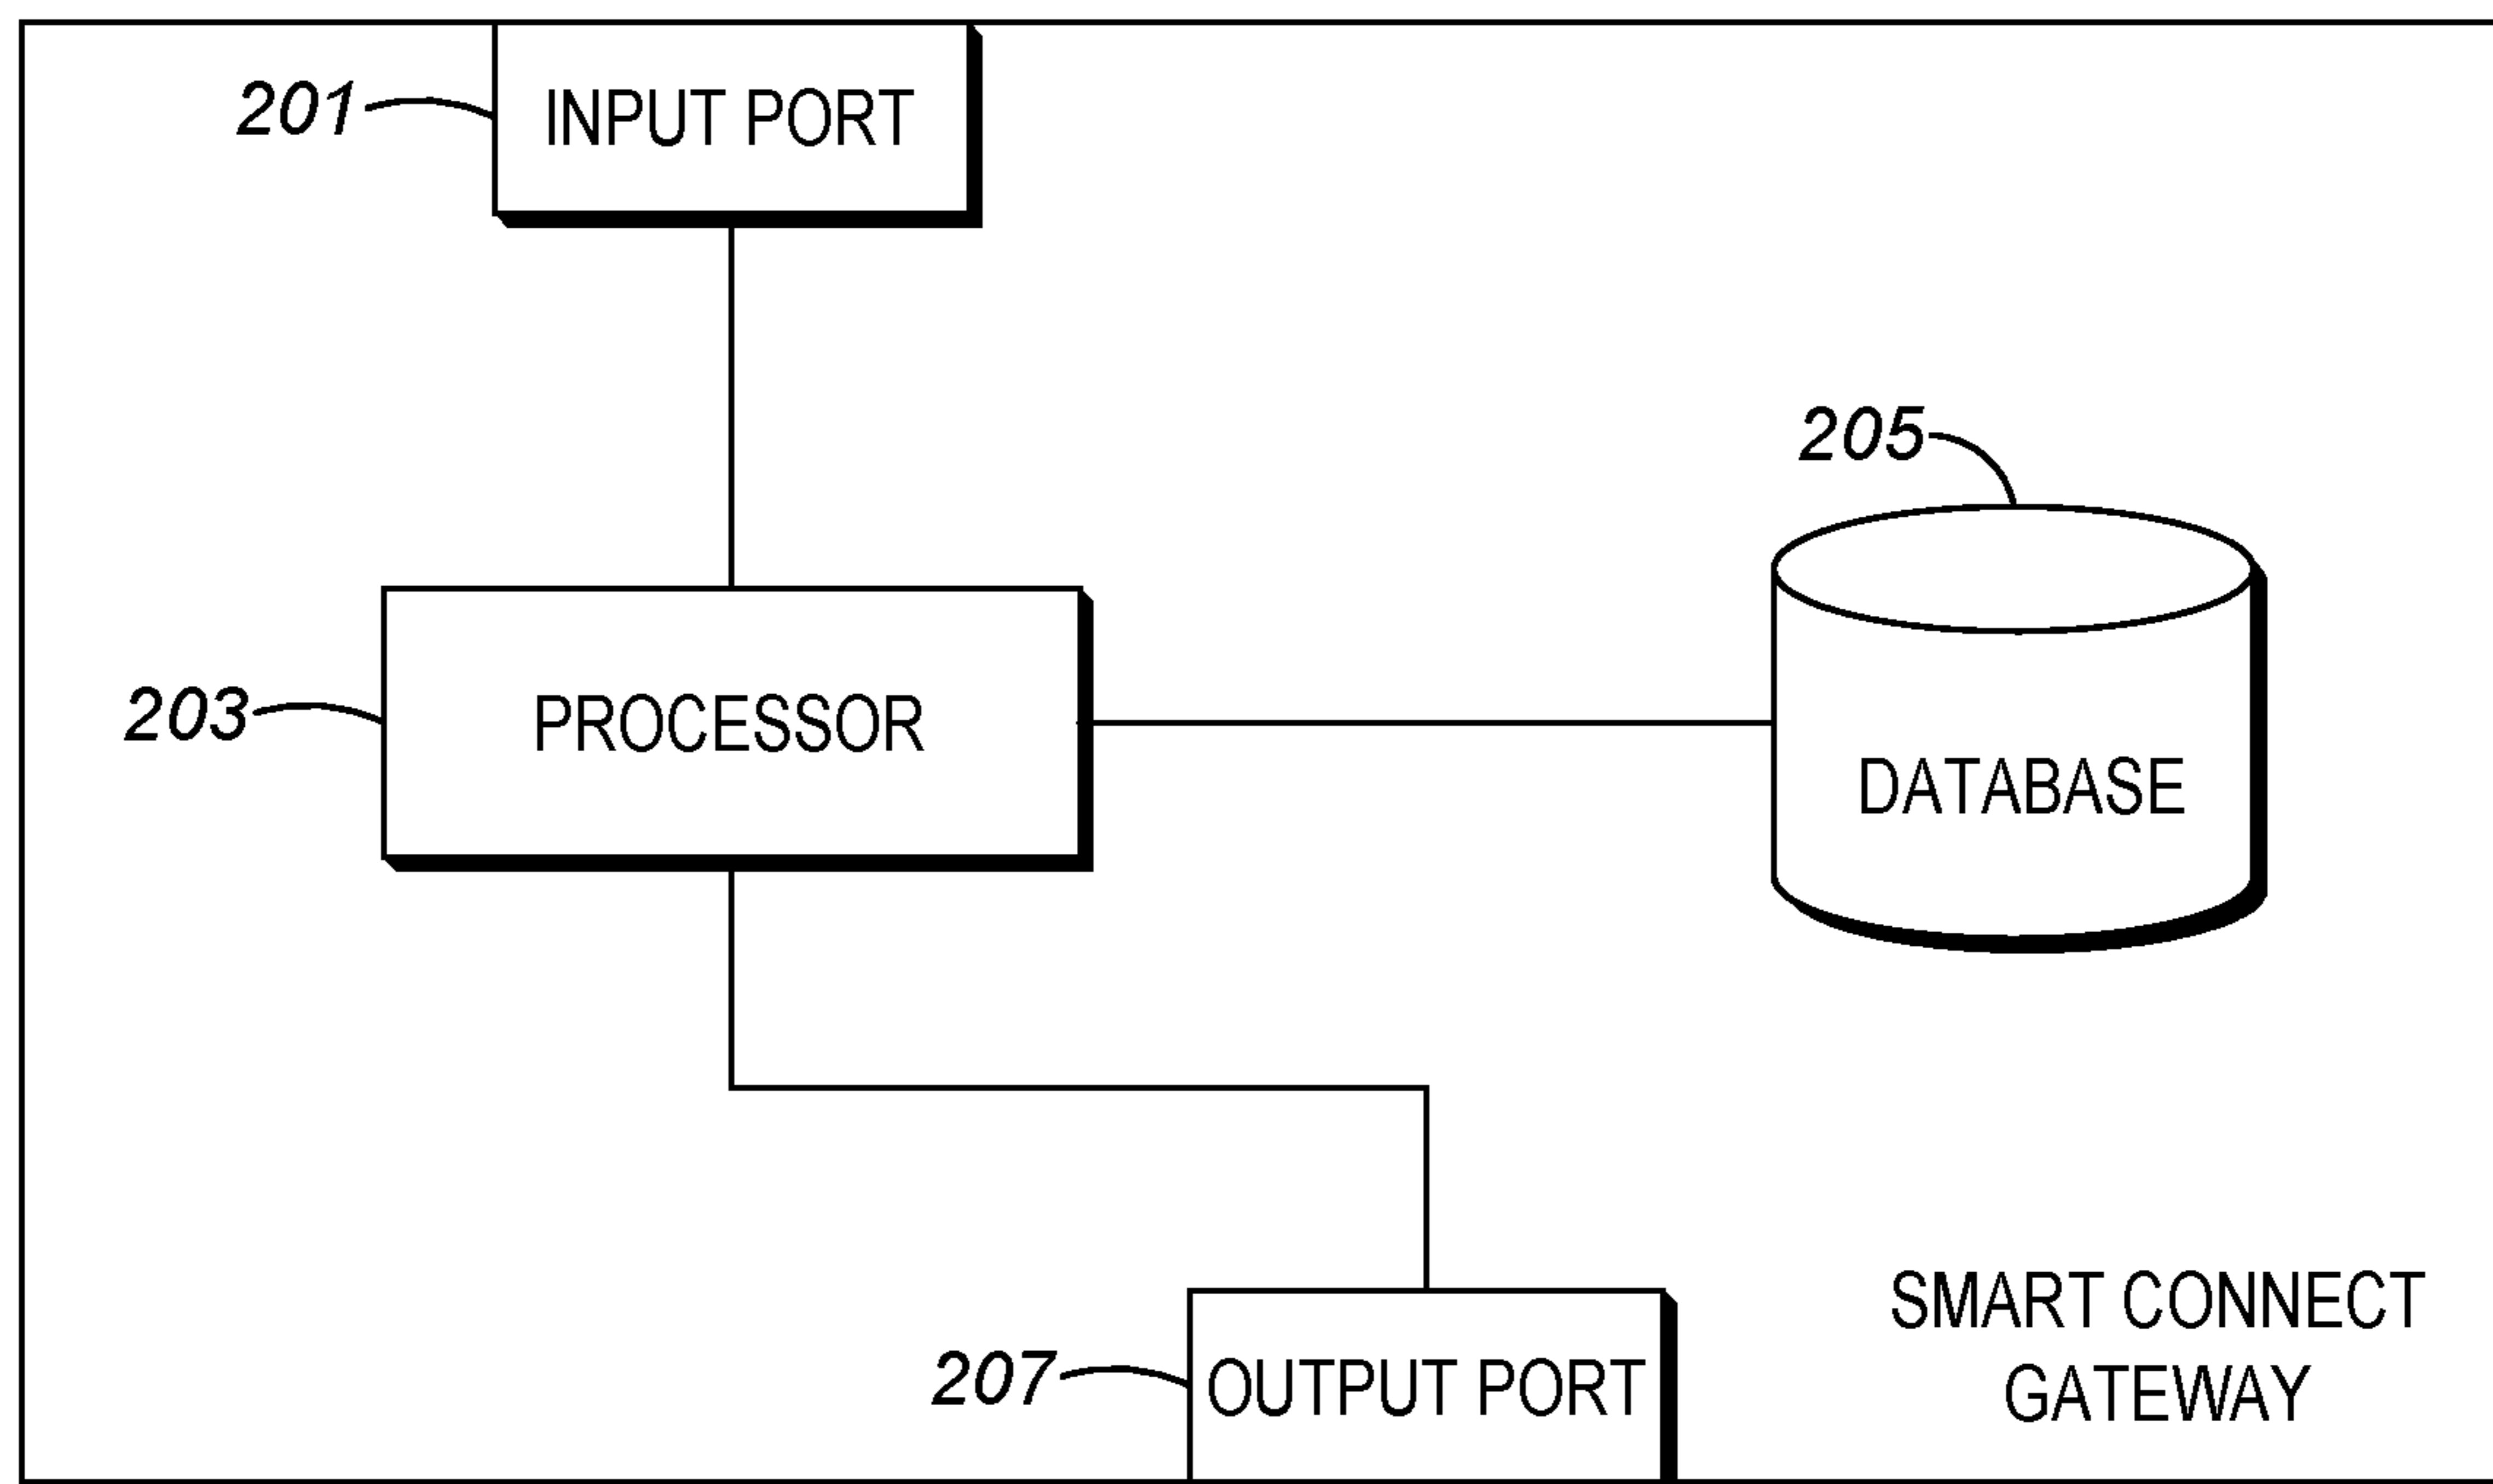 201
INPUT PORT
205
203
PROCESSOR
DATABASE
207
OUTPUT PORT
SMART CONNECT
GATEWAY